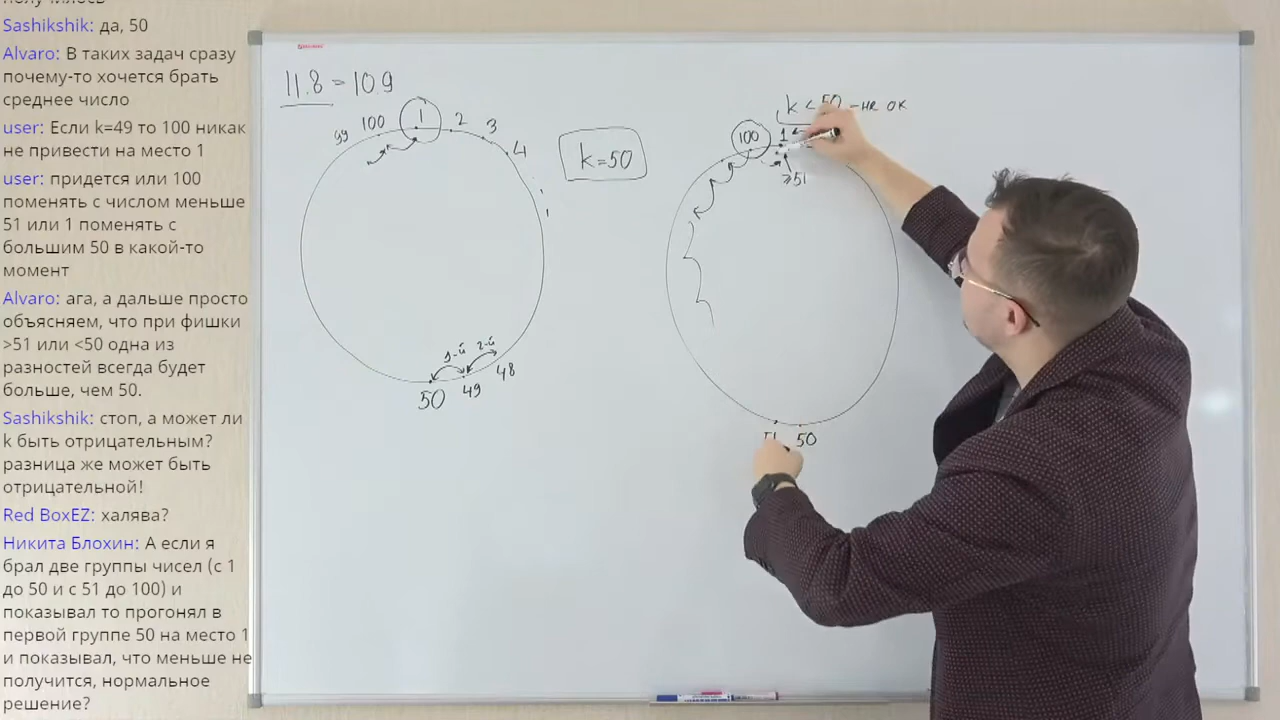 Sashikshik: да, 50
Alvaro: В таких задач сразу
почему-то хочется брать
среднее число
user: Если k=49 то 100 никак
не привести на место 1
user: придется или 100
поменять с числом меньше
51 или 1 поменять с
большим 50 в какой-то
момент
Alvaro: ага, а дальше просто
объясняем, что при фишки
>51 или <50 одна из
разностей всегда будет
больше, чем 50.
Sashikshik: стоп, а может ли
k быть отрицательным?
разница же может быть
отрицательной!
Red BoxEZ: халява?
Никита Блохин: А если я
брал две группы чисел (с 1
до 50 и с 51 до 100) и
показывал то прогонял в
первой группе 50 на место 1
и показывал, что меньше не
получится, нормальное
решение?
11.8 = 10.9
99 100 1 2 3 4
k=50
1-й 2-й
50 49 48
k < 50 - не ок
100 1
≥51
51 50